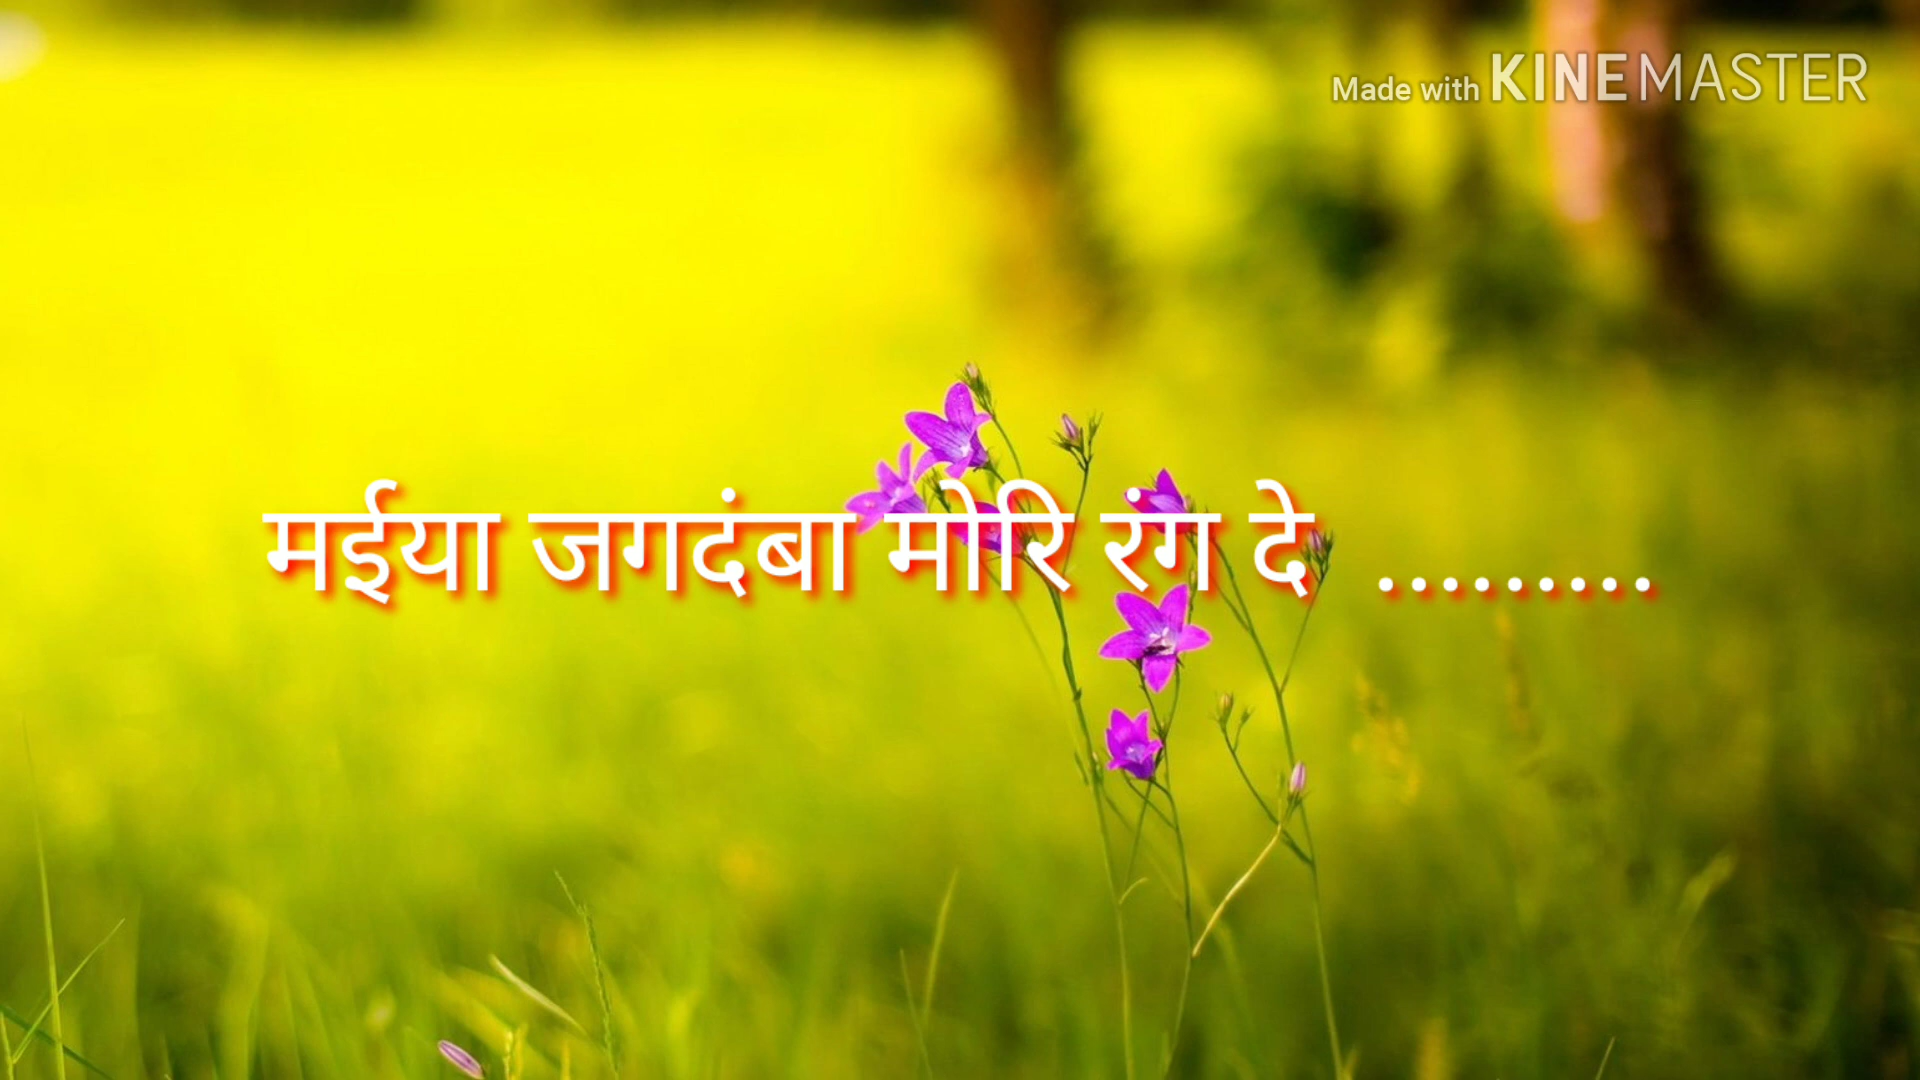 Made with KINEMASTER
मईया जगदंबा मोरि रंग दे .........